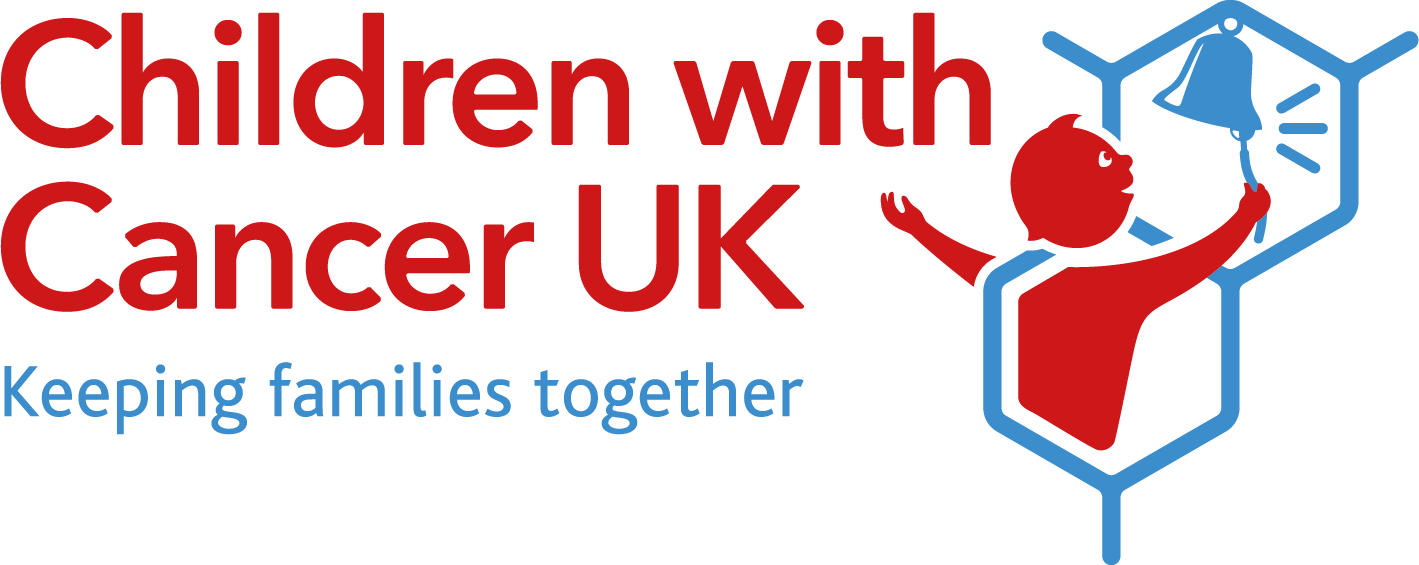 Children with
Cancer UK
Keeping families together